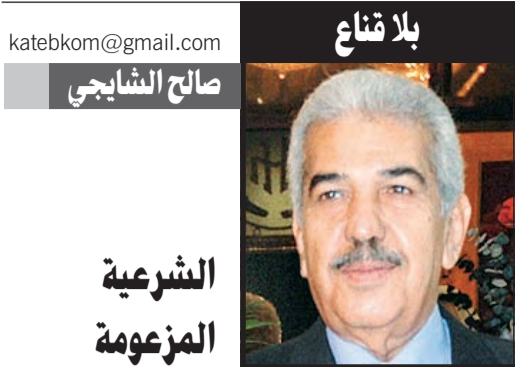 بلا قناع
katebkom@gmail.com
صالح الشايجي
الشرعية
المزعومة